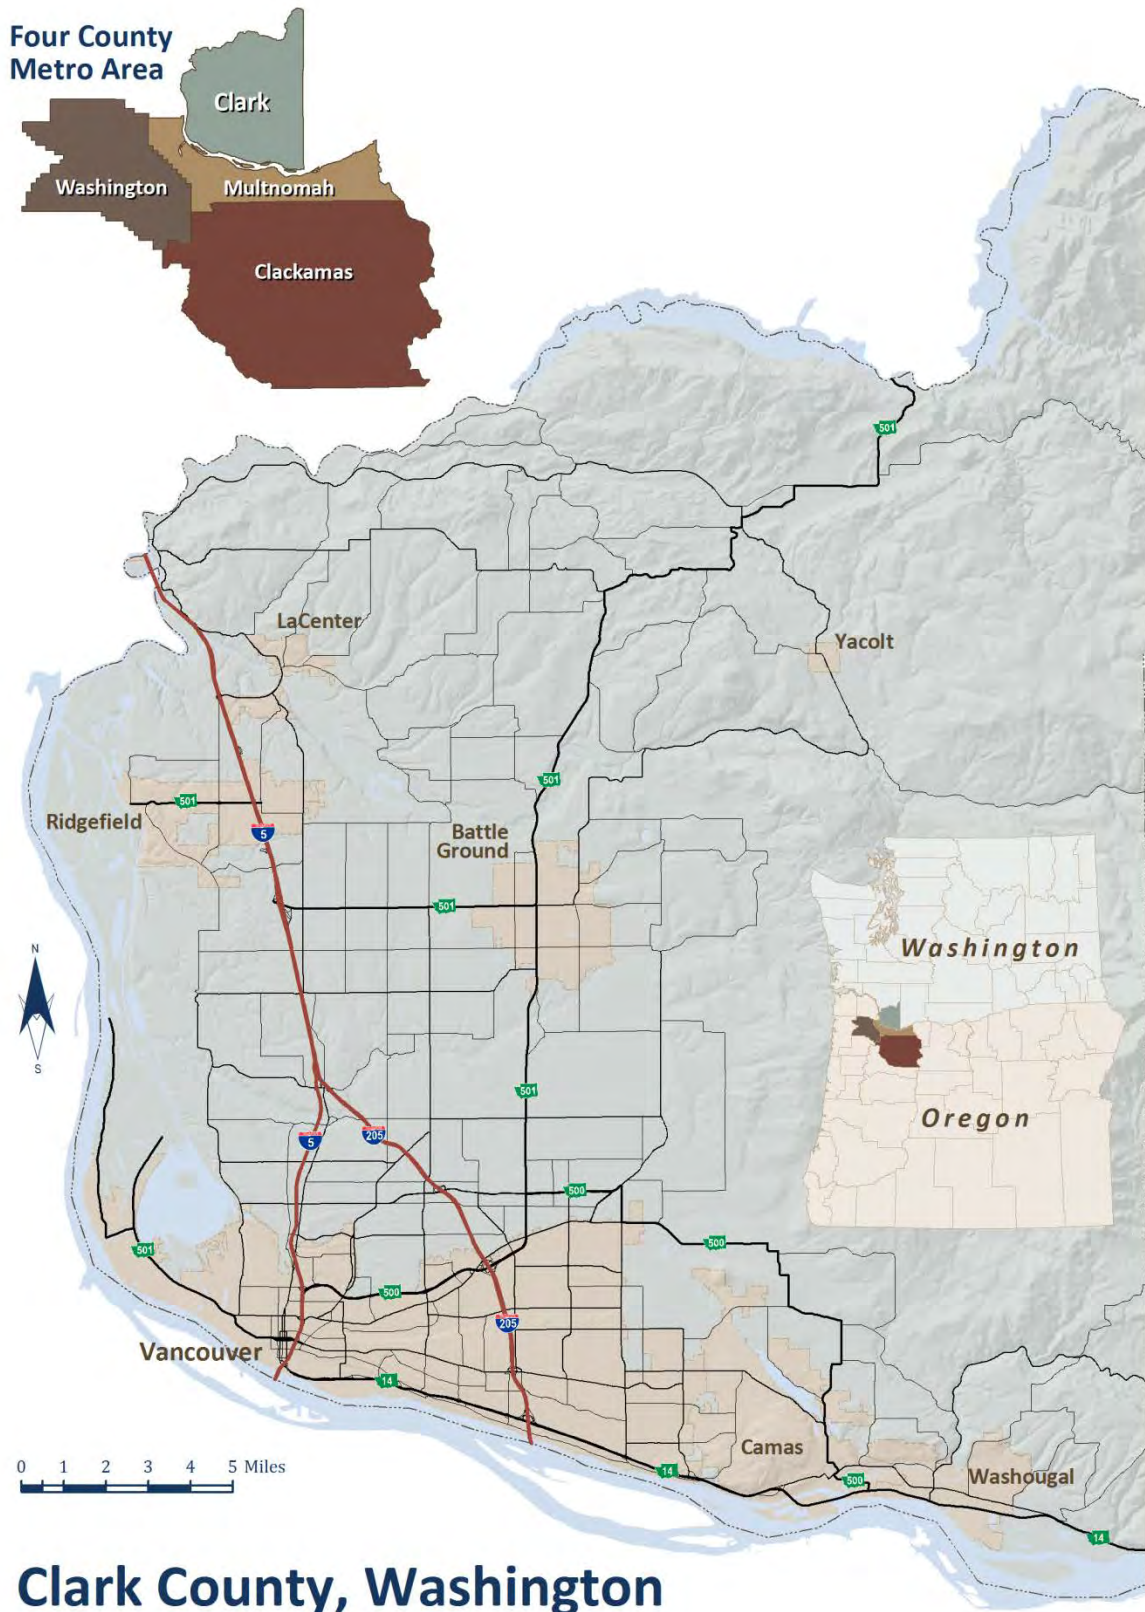 Four County
Metro Area
Clark
Washington
Multnomah
Clackamas
501
LaCenter
Yacolt
501
501
Ridgefield
5
Battle
Ground
501
Washington
N
S
Oregon
501
5
205
500
500
501
500
205
Vancouver
14
Camas
14
500
Washougal
14
0 1 2 3 4 5 Miles
Clark County, Washington